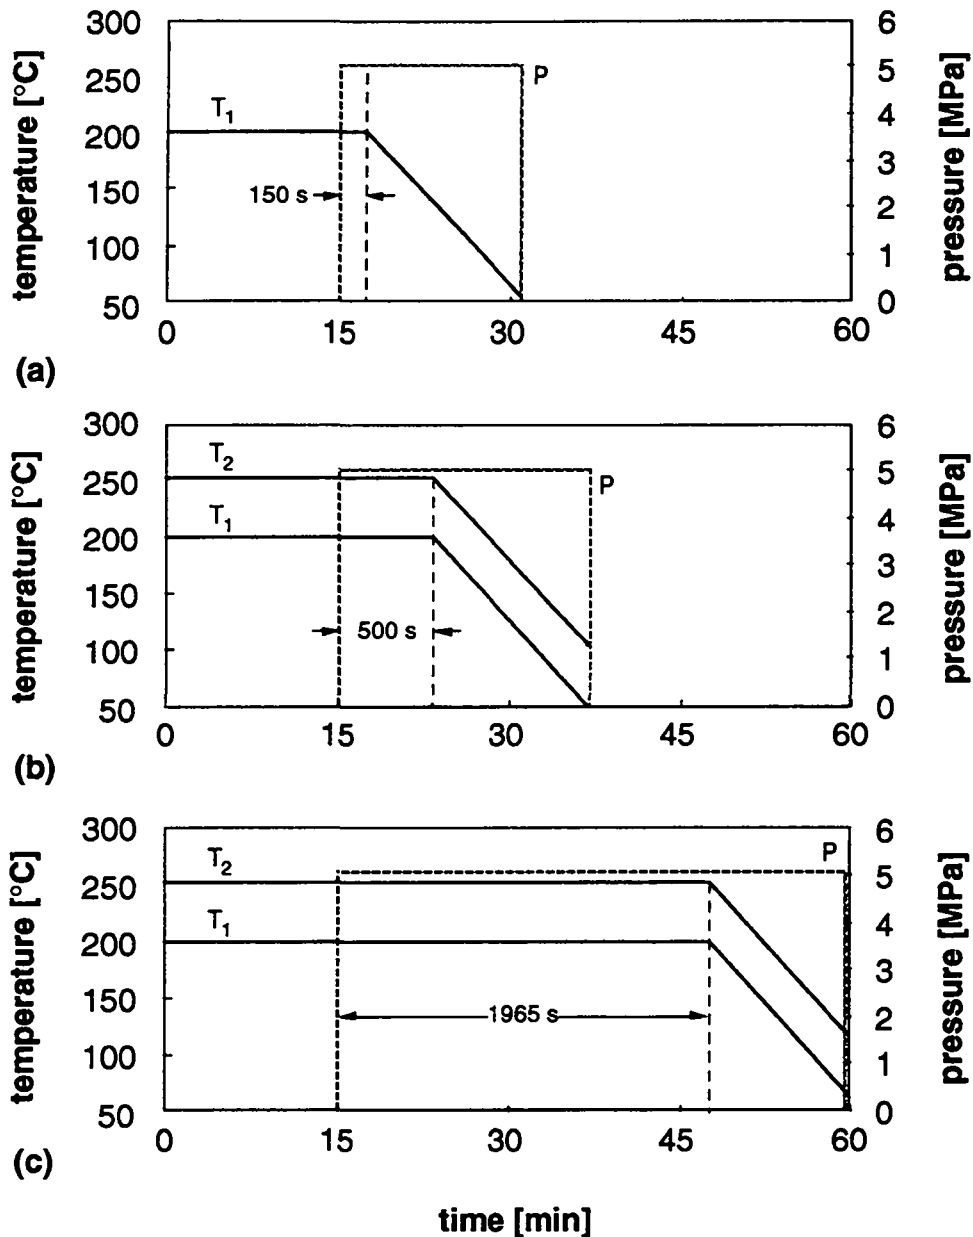 300
250
200
150
100
50
temperature [°C]
T1
150 s
P
6
5
4
3
2
1
0
pressure [MPa]
0 15 30 45 60
(a)
300
250
200
150
100
50
temperature [°C]
T2
T1
500 s
P
6
5
4
3
2
1
0
pressure [MPa]
0 15 30 45 60
(b)
300
250
200
150
100
50
temperature [°C]
T2
T1
1965 s
P
6
5
4
3
2
1
0
pressure [MPa]
0 15 30 45 60
(c)
time [min]